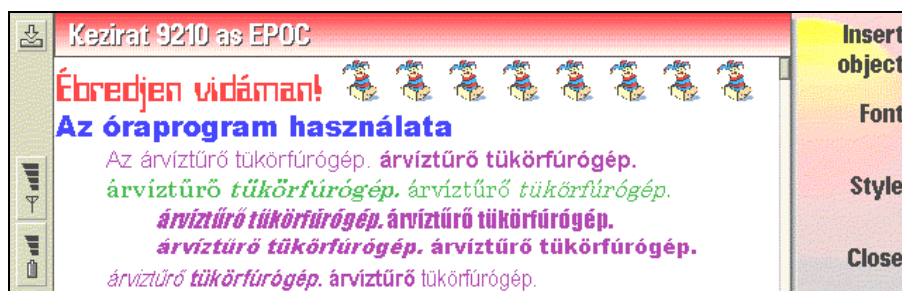 Kezirat 9210 as EPOC
Insert object
Ébredjen vidáman!
Az óraprogram használata
Font
Az árvíztűrő tükörfúrógép. árvíztűrő tükörfúrógép.
árvíztűrő tűkörfúrógép. árvíztűrő tükörfúrógép.
Style
árvíztűrő tükörfúrógép. árvíztűrő tükörfúrógép.
árvíztűrő tükörfúrógép. árvíztűrő tükörfúrógép.
Close
árvíztűrő tükörfúrógép. árvíztűrő tükörfúrógép.